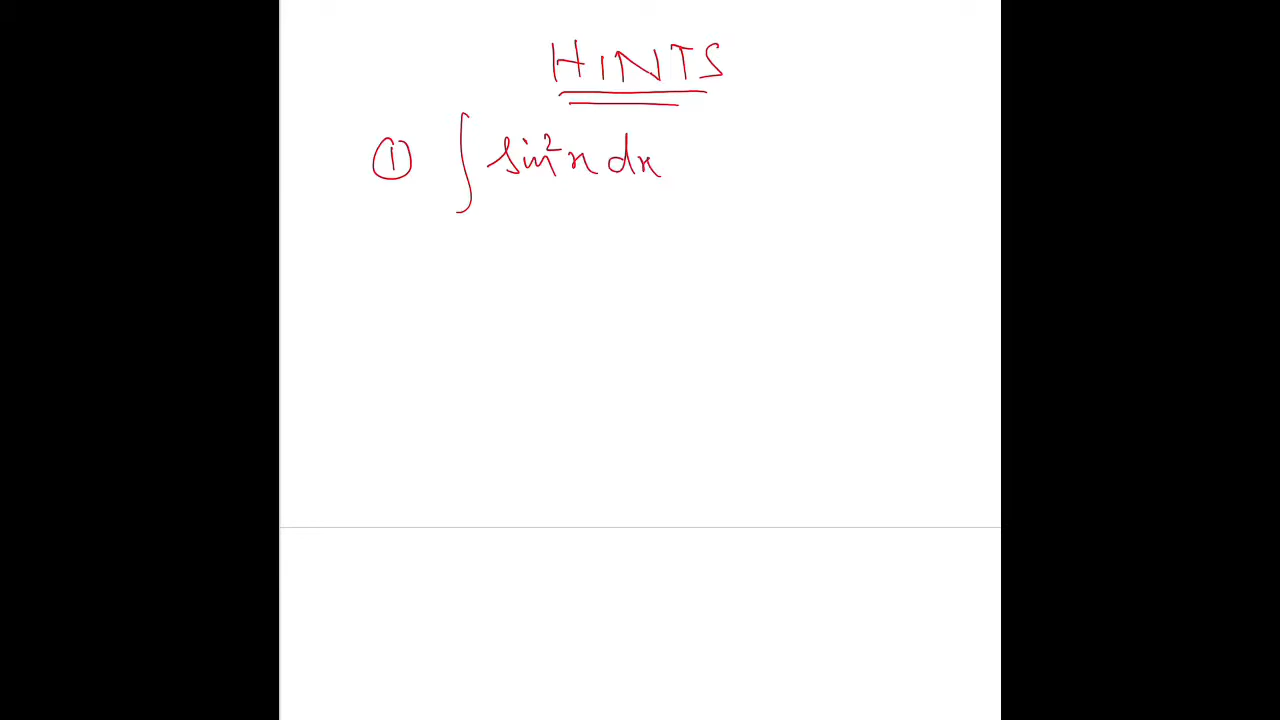 HINTS
① ∫ sin²x dx